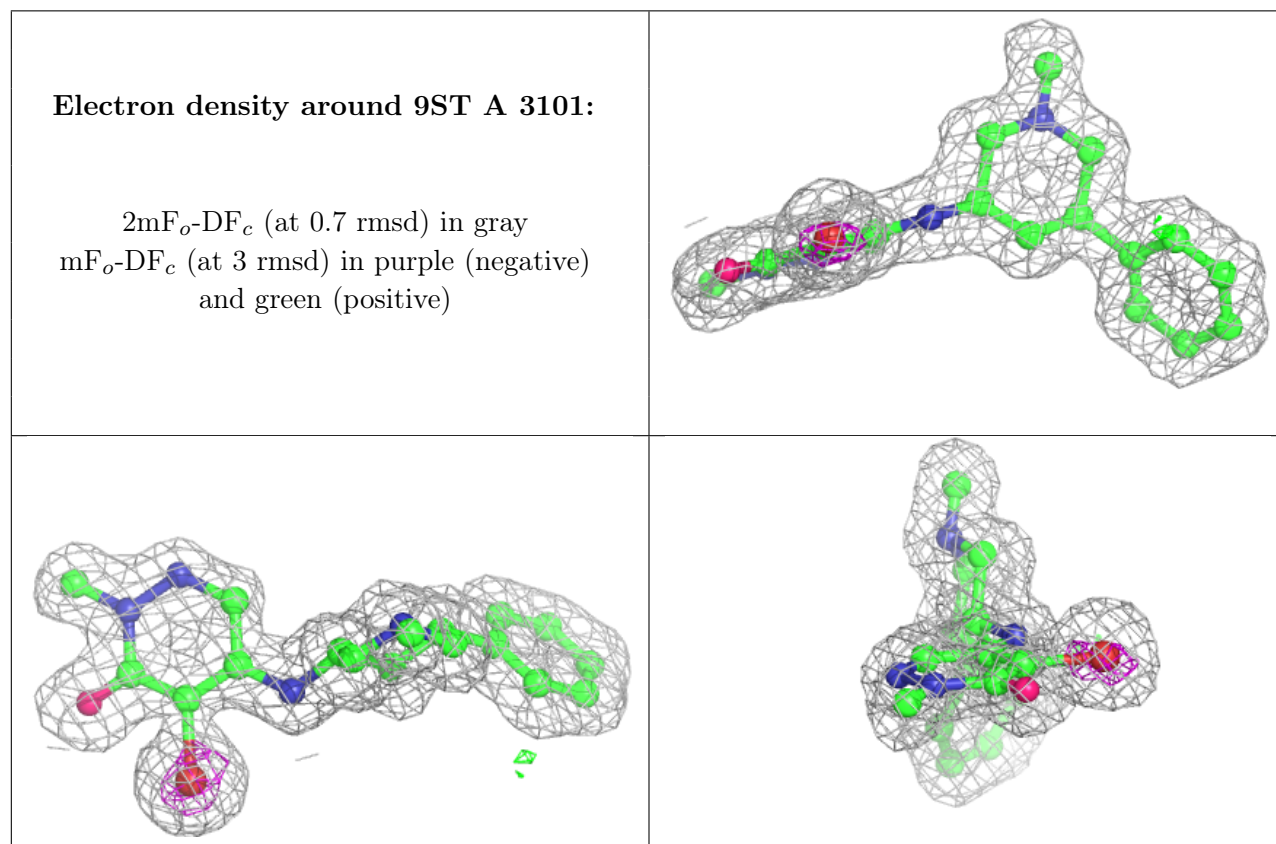 Electron density around 9ST A 3101:
2mFo-DFc (at 0.7 rmsd) in gray
mFo-DFc (at 3 rmsd) in purple (negative)
and green (positive)